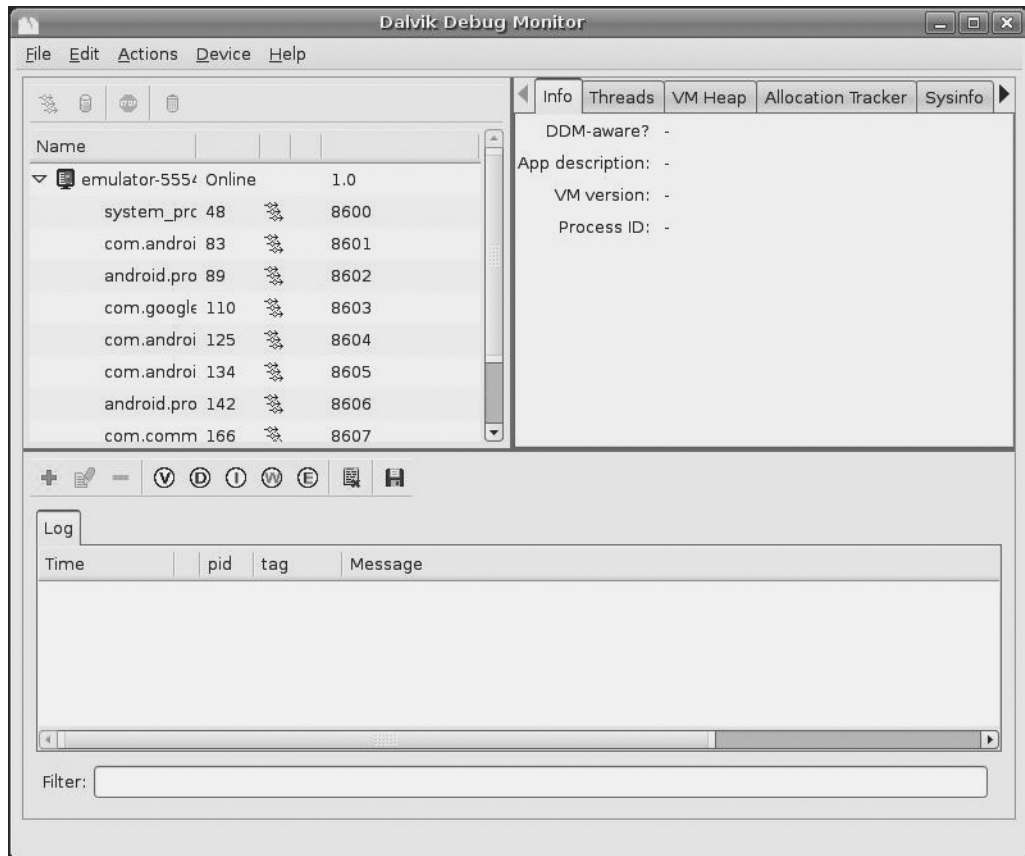 Dalvik Debug Monitor
File Edit Actions Device Help
Info Threads VM Heap Allocation Tracker Sysinfo
Name
emulator-5554 Online 1.0
system_prc 48 8600
com.androi 83 8601
android.pro 89 8602
com.google 110 8603
com.androi 125 8604
com.androi 134 8605
android.pro 142 8606
com.comm 166 8607
DDM-aware? -
App description: -
VM version: -
Process ID: -
V D I W E
Log
Time pid tag Message
Filter: